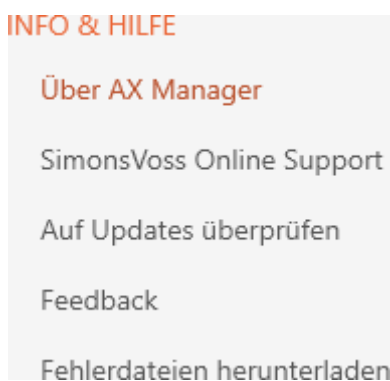 INFO & HILFE
Über AX Manager
SimonsVoss Online Support
Auf Updates überprüfen
Feedback
Fehlerdateien herunterladen